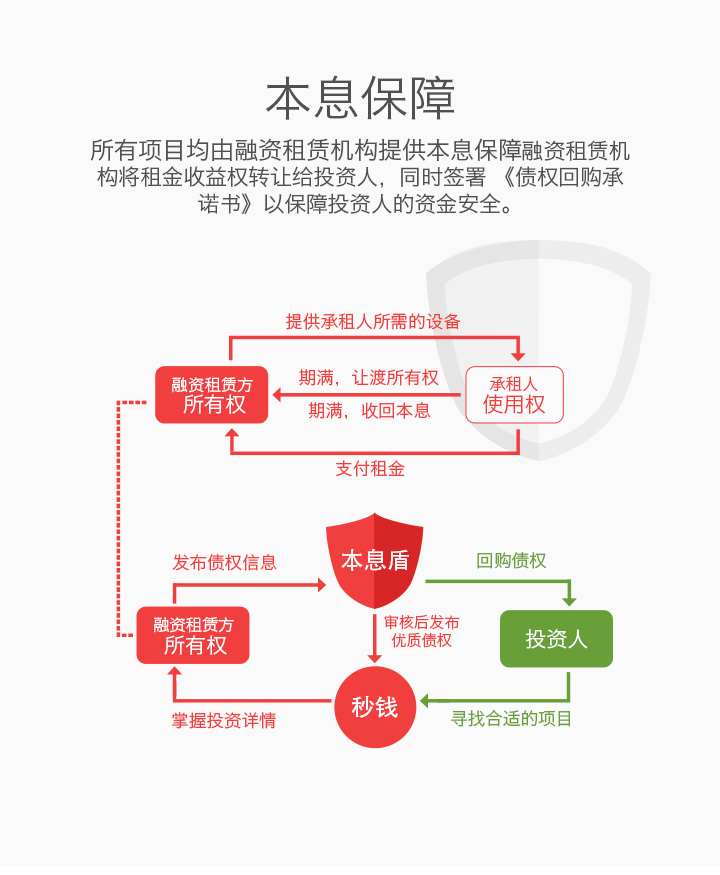 本息保障
所有项目均由融资租赁机构提供本息保障融资租赁机
构将租金收益权转让给投资人，同时签署 《债权回购承
诺书》以保障投资人的资金安全。
提供承租人所需的设备
融资租赁方
所有权
期满，让渡所有权
期满，收回本息
承租人
使用权
支付租金
发布债权信息
本息盾
回购债权
融资租赁方
所有权
审核后发布
优质债权
投资人
秒钱
掌握投资详情
寻找合适的项目